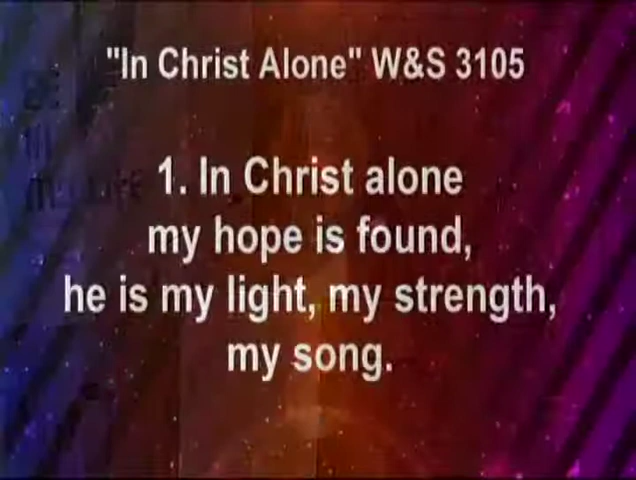 "In Christ Alone" W&S 3105
1. In Christ alone
my hope is found,
he is my light, my strength,
my song.